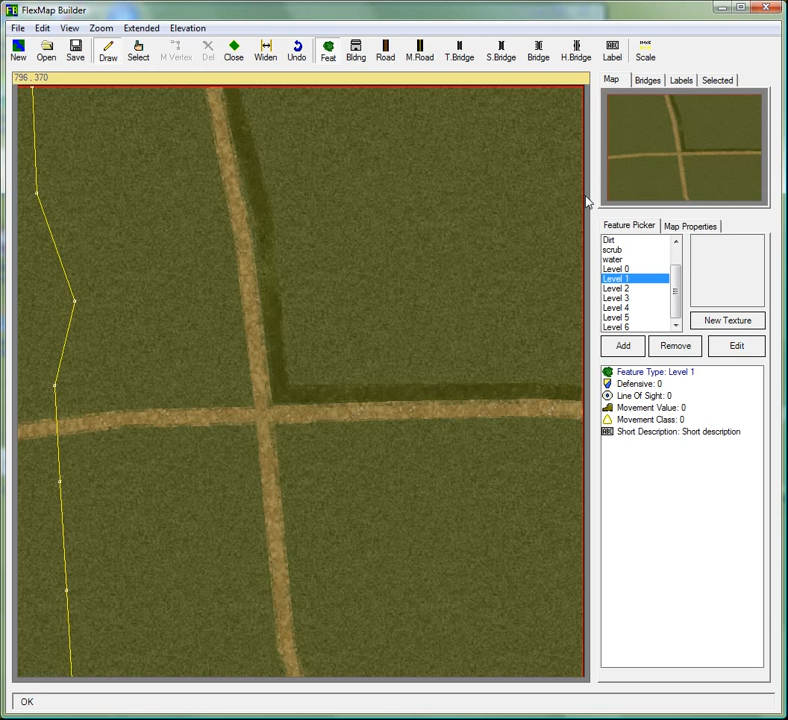 FB FlexMap Builder
File Edit View Zoom Extended Elevation
New Open Save Draw Select M Vertex Del Close Widen Undo Feat Bldng Road M.Road T.Bridge S.Bridge Bridge H.Bridge Label Scale
796 , 370
Map Bridges Labels Selected
Feature Picker Map Properties
Dirt
scrub
water
Level 0
Level 1
Level 2
Level 3
Level 4
Level 5
Level 6
New Texture
Add Remove Edit
Feature Type: Level 1
Defensive: 0
Line Of Sight: 0
Movement Value: 0
Movement Class: 0
ABC Short Description: Short description
OK